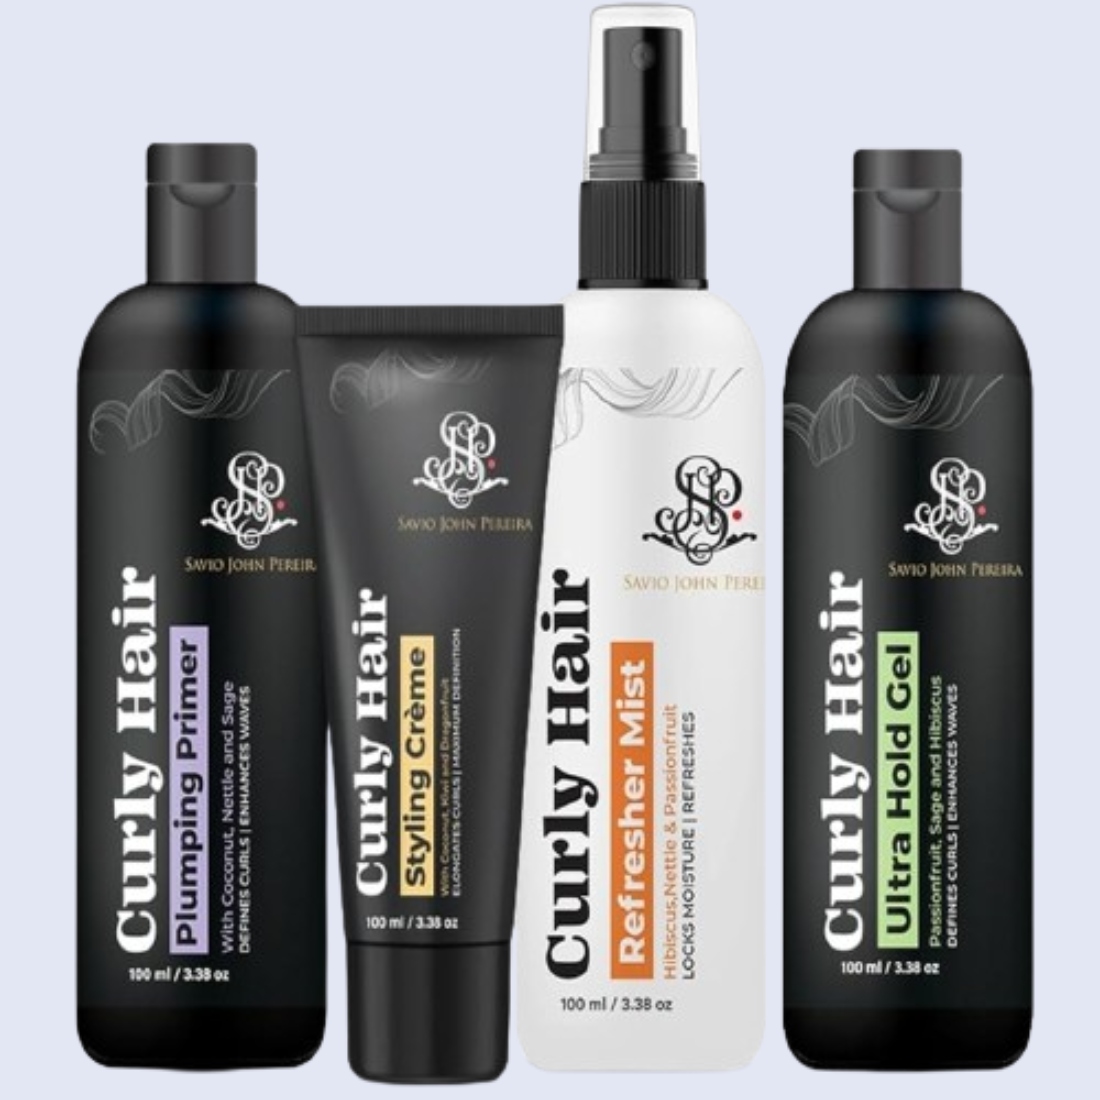 SAVIO JOHN PEREIR
Curly Hair
Plumping Primer
With Coconut, Nettle and Sage
DEFINES CURLS | ENHANCES WAVES
100 ml / 3.38 oz
SAVIO JOHN PEREIRA
Curly Hair
Styling Crème
With Coconut, Kiwi and Dragonfruit
ELONGATES CURLS | MAXIMUM DEFINITION
100 ml / 3.38 oz
SAVIO JOHN PEREI
Curly Hair
Refresher Mist
Hibiscus,Nettle & Passionfruit
LOCKS MOISTURE | REFRESHES
100 ml / 3.38 oz
SAVIO JOHN PEREIRA
Curly Hair
Ultra Hold Gel
Passionfruit, Sage and Hibiscus
DEFINES CURLS | ENHANCES WAVES
100 ml / 3.38 oz